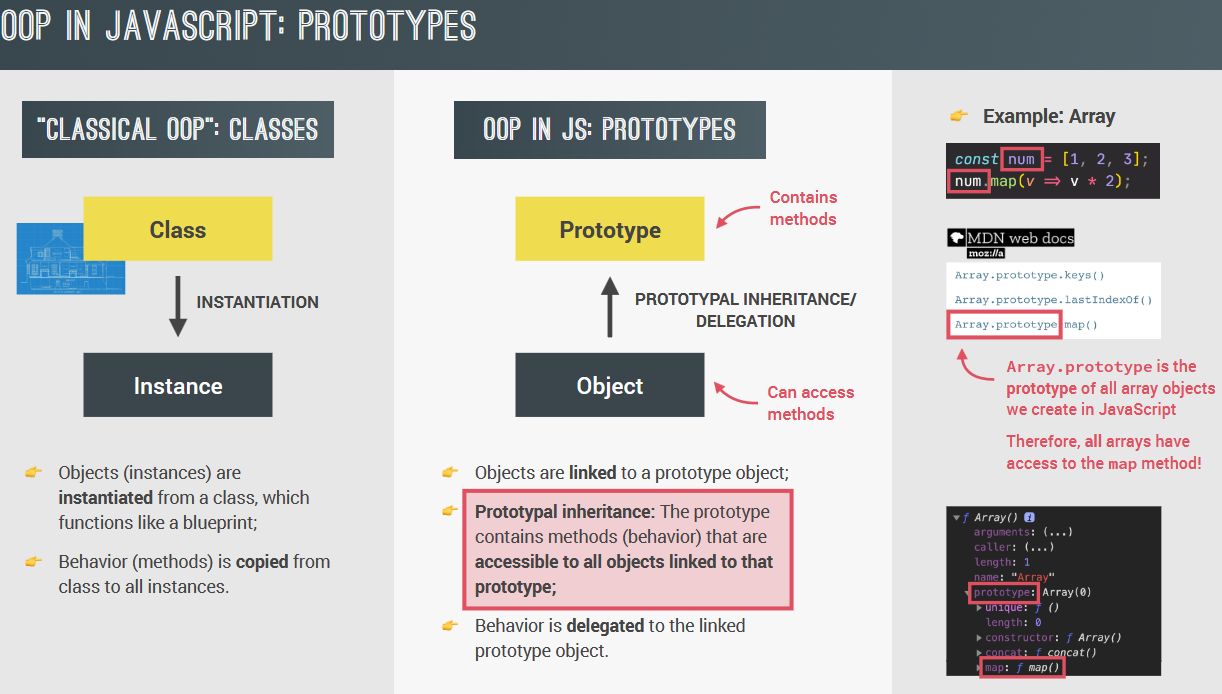 OOP IN JAVASCRIPT: PROTOTYPES
"CLASSICAL OOP": CLASSES
Class
INSTANTIATION
Instance
Objects (instances) are
instantiated from a class, which
functions like a blueprint;
Behavior (methods) is copied from
class to all instances.
OOP IN JS: PROTOTYPES
Prototype
Contains
methods
PROTOTYPAL INHERITANCE/
DELEGATION
Object
Can access
methods
Objects are linked to a prototype object;
Prototypal inheritance: The prototype
contains methods (behavior) that are
accessible to all objects linked to that
prototype;
Behavior is delegated to the linked
prototype object.
Example: Array
const num = [1, 2, 3];
num.map(v => v * 2);
MDN web docs
moz://a
Array.prototype.keys()
Array.prototype.lastIndexOf()
Array.prototype.map()
Array.prototype is the
prototype of all array objects
we create in JavaScript
Therefore, all arrays have
access to the map method!
▼ƒ Array() i
arguments: (...)
caller: (...)
length: 1
name: "Array"
▼prototype: Array(0)
▶unique: ƒ ()
length: 0
▶constructor: ƒ Array()
▶concat: ƒ concat()
▶map: ƒ map()